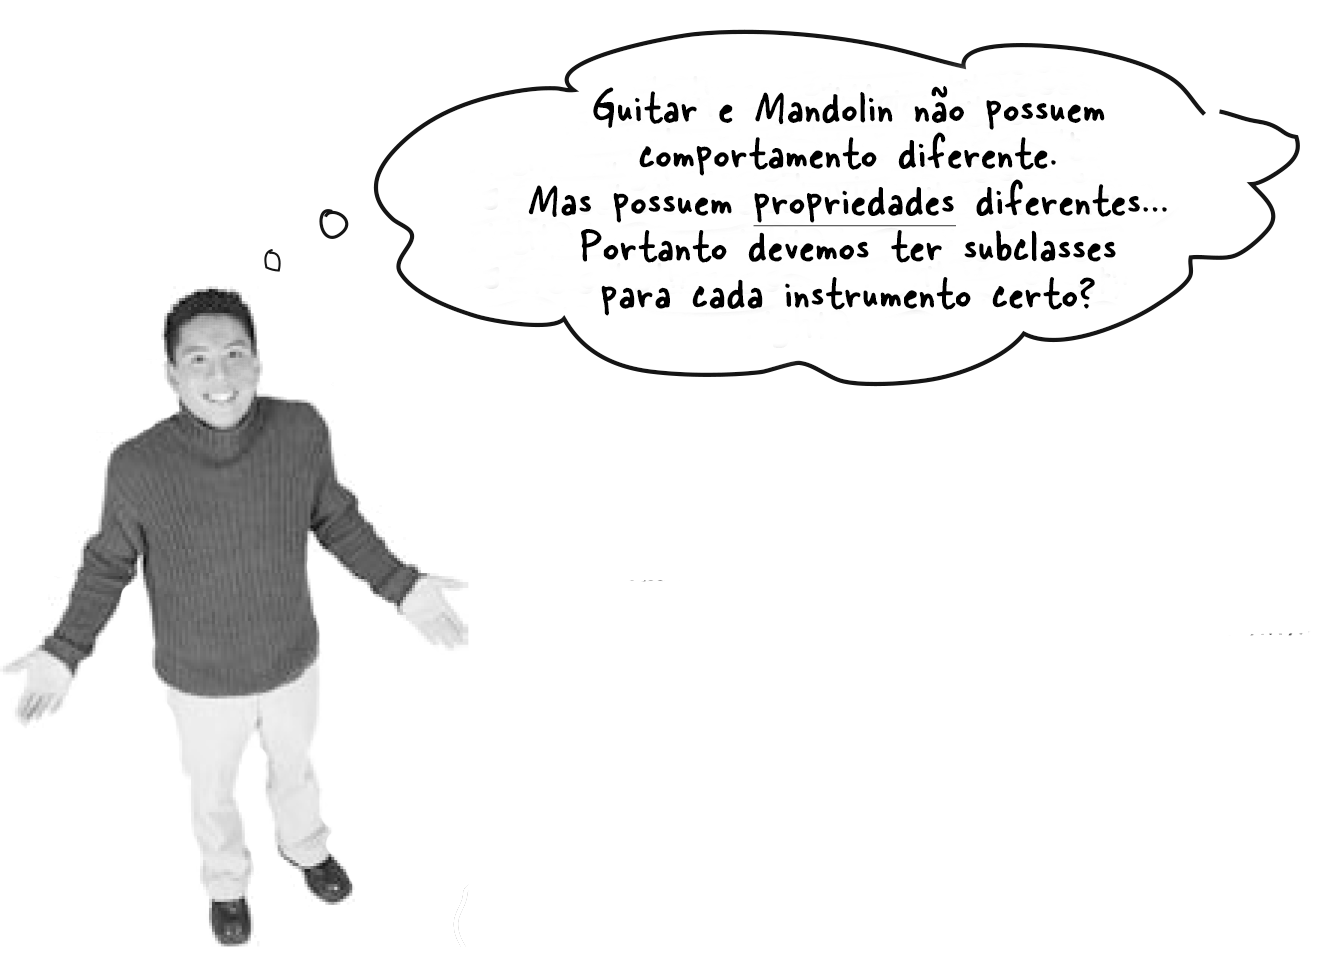 Guitar e Mandolin não possuem
comportamento diferente.
Mas possuem propriedades diferentes...
Portanto devemos ter subclasses
para cada instrumento certo?